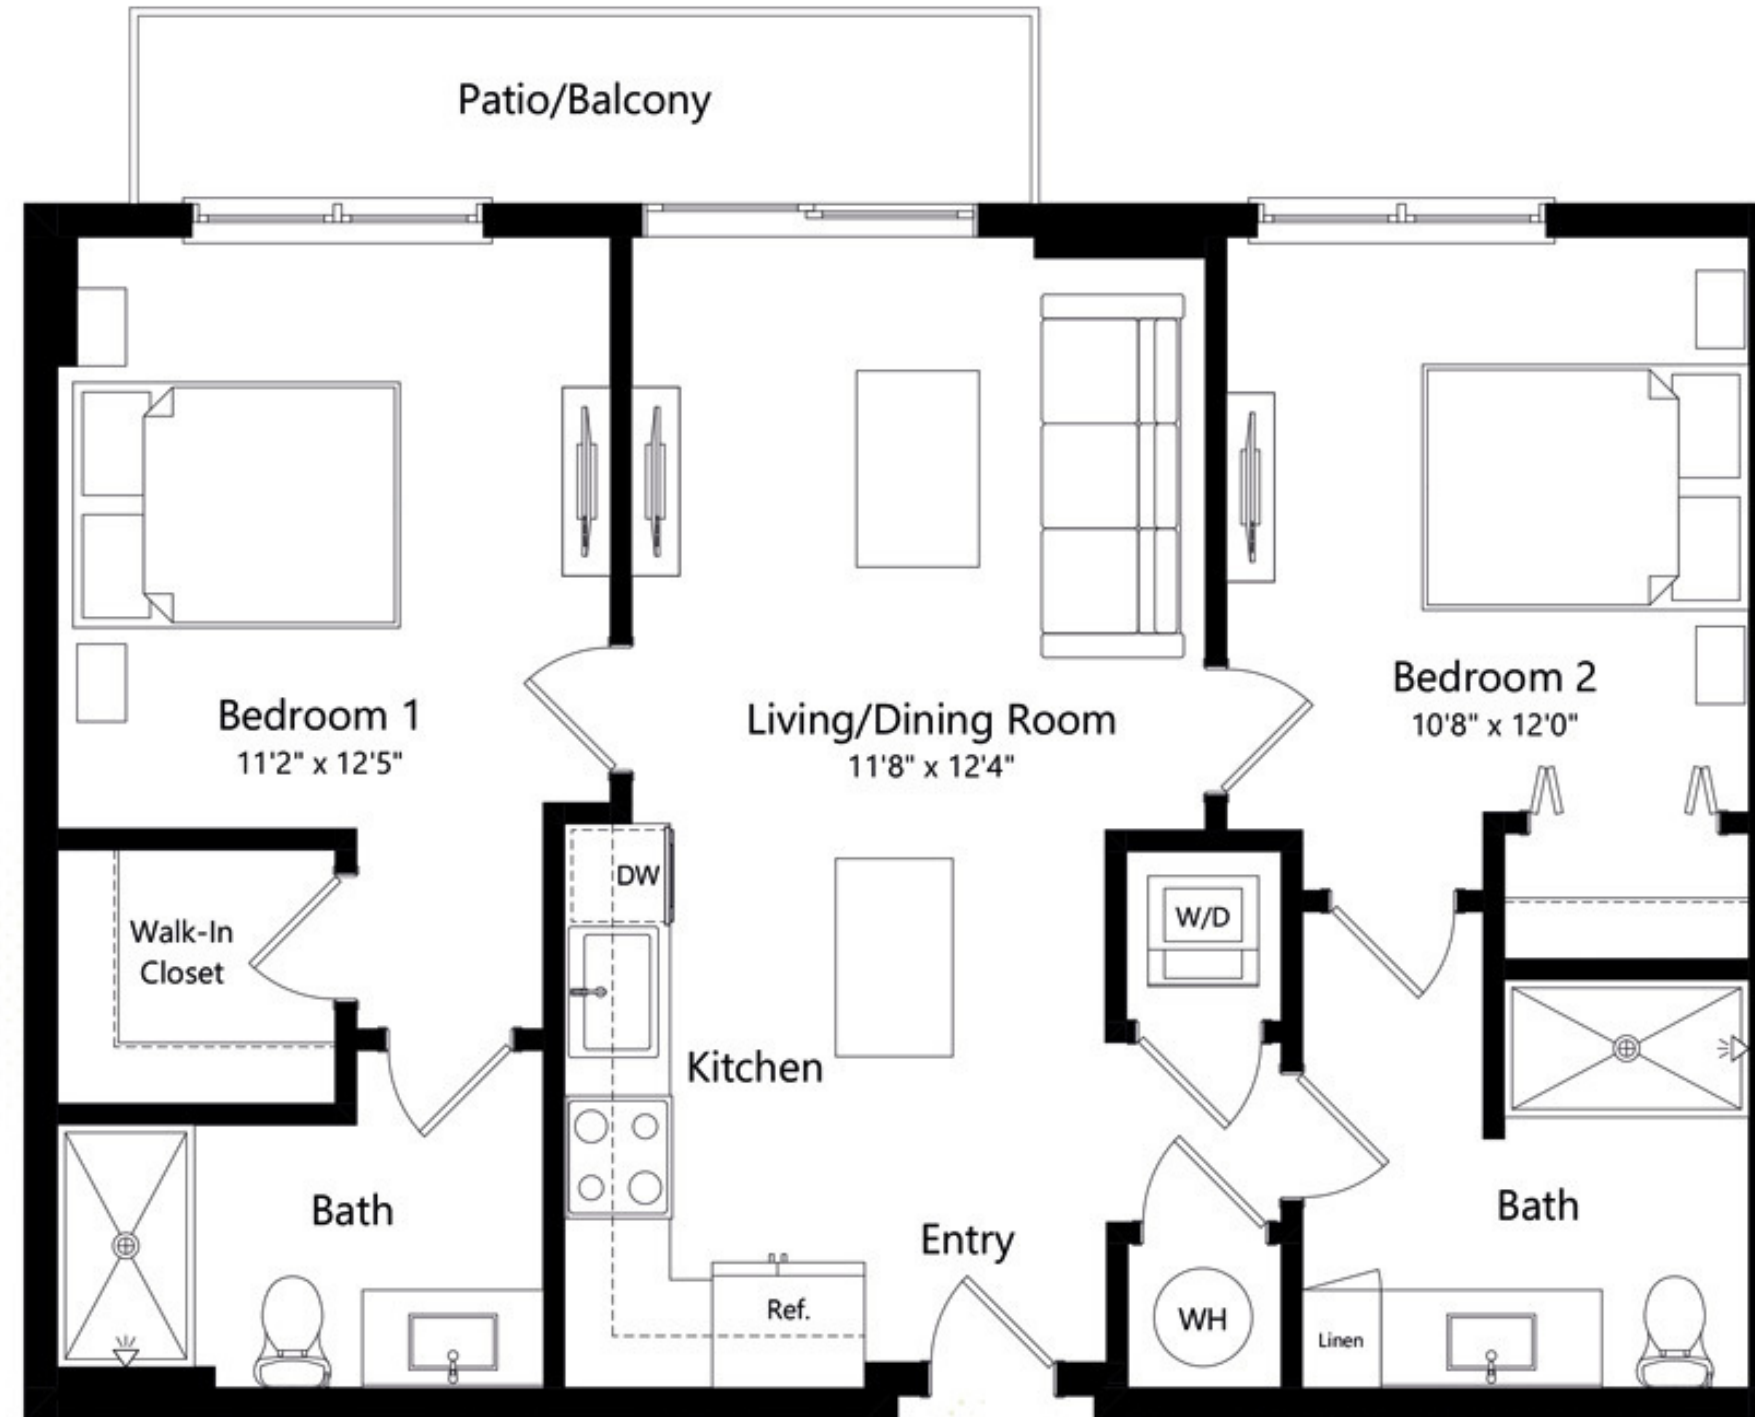 Patio/Balcony
Bedroom 1
11'2" x 12'5"
Living/Dining Room
11'8" x 12'4"
Bedroom 2
10'8" x 12'0"
Walk-In
Closet
DW
W/D
Kitchen
Bath
Entry
Bath
Ref.
WH
Linen